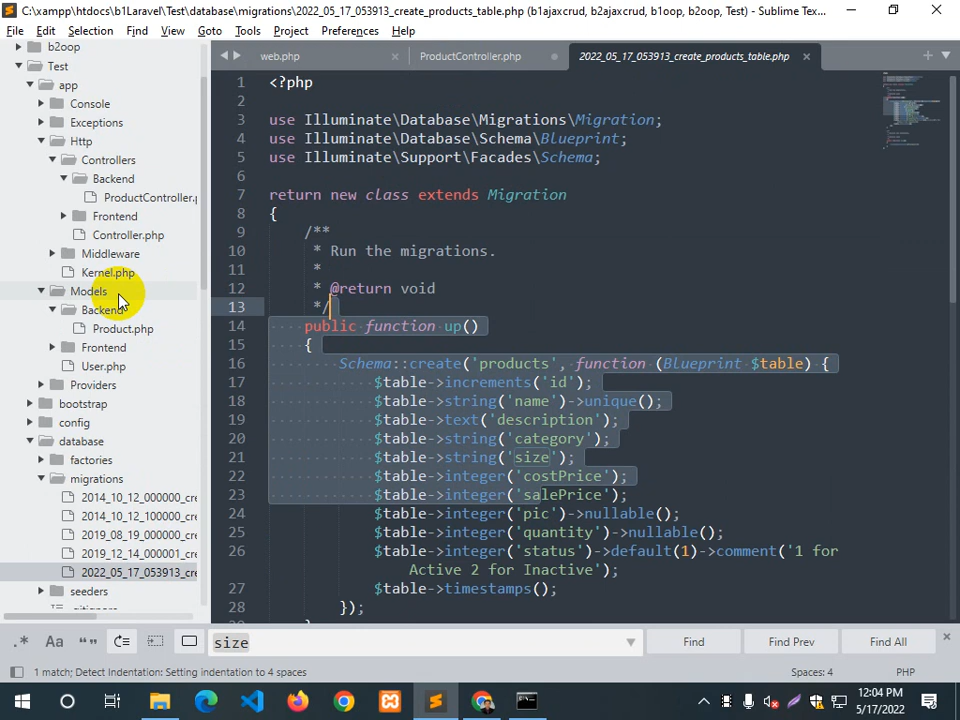 C:\xampp\htdocs\b1Laravel\Test\database\migrations\2022_05_17_053913_create_products_table.php (b1ajaxcrud, b2ajaxcrud, b1oop, b2oop, Test) - Sublime Tex...
File Edit Selection Find View Goto Tools Project Preferences Help
web.php ProductController.php 2022_05_17_053913_create_products_table.php
b2oop
Test
app
Console
Exceptions
Http
Controllers
Backend
ProductController.p
Frontend
Controller.php
Middleware
Kernel.php
Models
Backend
Product.php
Frontend
User.php
Providers
bootstrap
config
database
factories
migrations
2014_10_12_000000_cre
2014_10_12_100000_cre
2019_08_19_000000_cre
2019_12_14_000001_cre
2022_05_17_053913_cre
seeders
.gitignore
1 <?php
2
3 use Illuminate\Database\Migrations\Migration;
4 use Illuminate\Database\Schema\Blueprint;
5 use Illuminate\Support\Facades\Schema;
6
7 return new class extends Migration
8 {
9 /**
10 * Run the migrations.
11 *
12 * @return void
13 */
14 public function up()
15 {
16 Schema::create('products', function (Blueprint $table) {
17 $table->increments('id');
18 $table->string('name')->unique();
19 $table->text('description');
20 $table->string('category');
21 $table->string('size');
22 $table->integer('costPrice');
23 $table->integer('salePrice');
24 $table->integer('pic')->nullable();
25 $table->integer('quantity')->nullable();
26 $table->integer('status')->default(1)->comment('1 for
Active 2 for Inactive');
27 $table->timestamps();
28 });
.* Aa “” size Find Find Prev Find All
1 match; Detect Indentation: Setting indentation to 4 spaces Spaces: 4 PHP
12:04 PM
5/17/2022